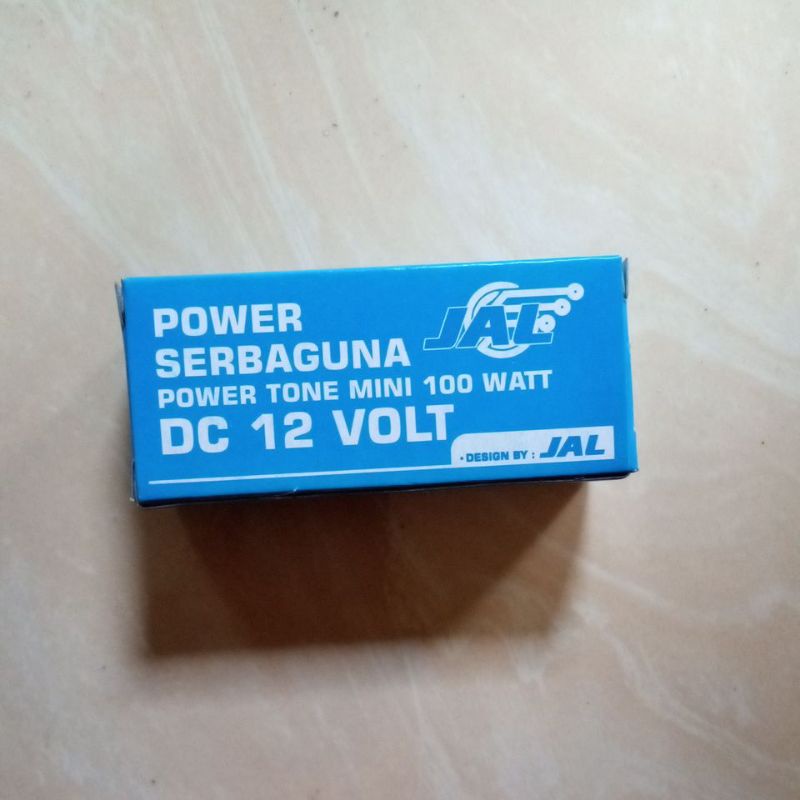 POWER
SERBAGUNA
JAL
POWER TONE MINI 100 WATT
DC 12 VOLT
• DESIGN BY : JAL